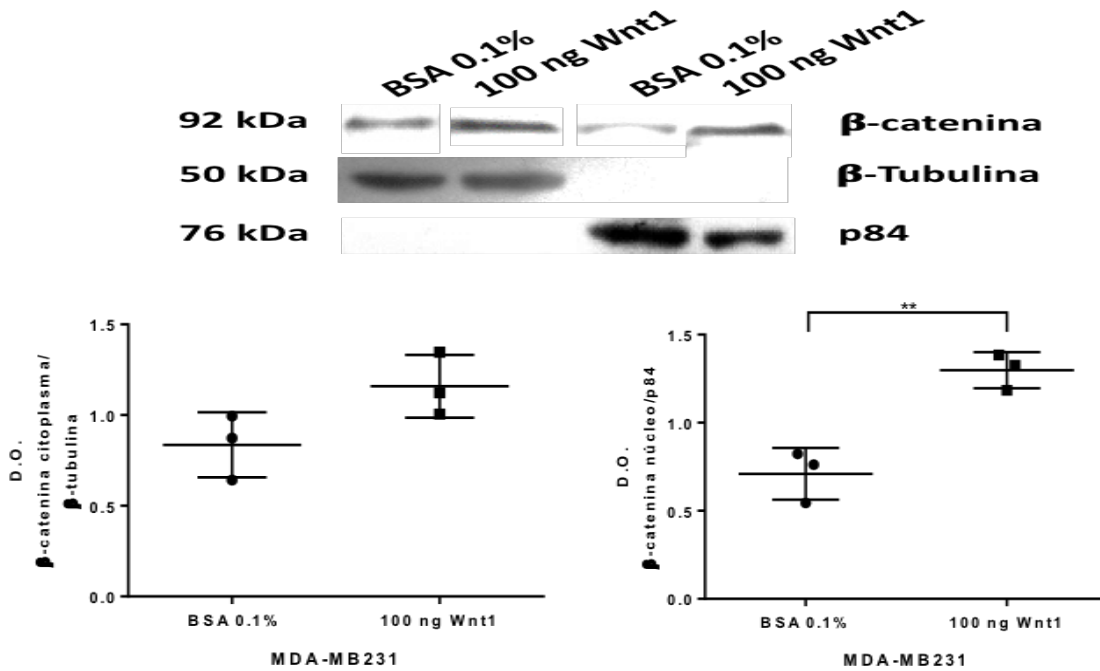 BSA 0.1%
100 ng Wnt1
BSA 0.1%
100 ng Wnt1
92 kDa
β-catenina
50 kDa
β-Tubulina
76 kDa
p84
D.O.
β-catenina citoplasma/
β-tubulina
1.5
1.0
0.5
0.0
BSA 0.1%
100 ng Wnt1
MDA-MB231
**
D.O.
β-catenina núcleo/p84
1.5
1.0
0.5
0.0
BSA 0.1%
100 ng Wnt1
MDA-MB231